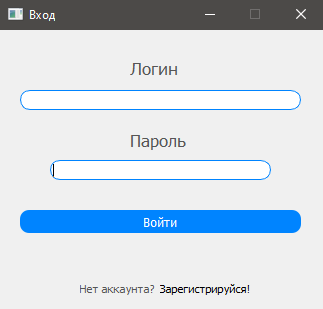 Вход
Логин
Пароль
Войти
Нет аккаунта? Зарегистрируйся!